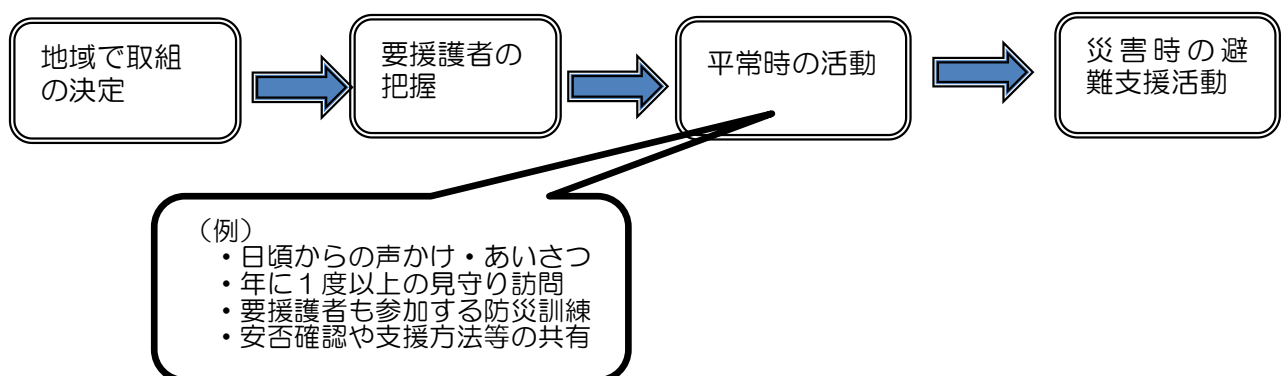 地域で取組
の決定
要援護者の
把握
平常時の活動
災害時の避
難支援活動
（例）
・日頃からの声かけ・あいさつ
・年に１度以上の見守り訪問
・要援護者も参加する防災訓練
・安否確認や支援方法等の共有